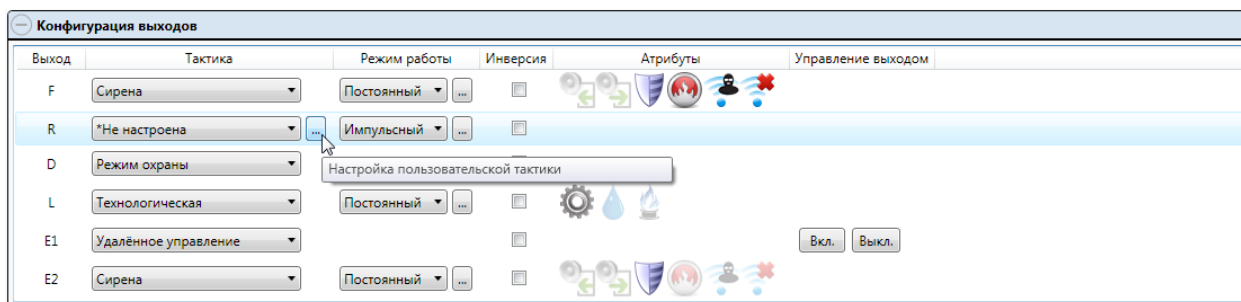 Конфигурация выходов
Выход Тактика Режим работы Инверсия Атрибуты Управление выходом
F Сирена Постоянный ...
R *Не настроена ... Импульсный ...
Настройка пользовательской тактики
D Режим охраны
L Технологическая Постоянный ...
E1 Удалённое управление Вкл. Выкл.
E2 Сирена Постоянный ...